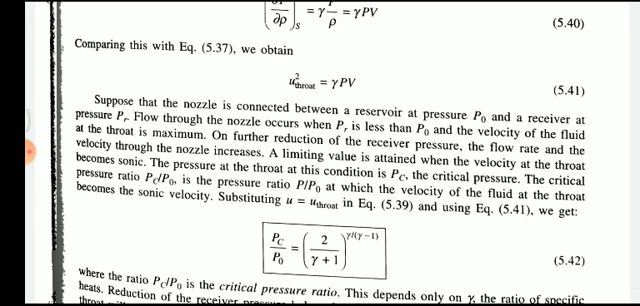 (∂P/∂ρ)s = γ P/ρ = γPV (5.40)
Comparing this with Eq. (5.37), we obtain
u²throat = γPV (5.41)
Suppose that the nozzle is connected between a reservoir at pressure P0 and a receiver at
pressure Pr. Flow through the nozzle occurs when Pr is less than P0 and the velocity of the fluid
at the throat is maximum. On further reduction of the receiver pressure, the flow rate and the
velocity through the nozzle increases. A limiting value is attained when the velocity at the throat
becomes sonic. The pressure at the throat at this condition is PC, the critical pressure. The critical
pressure ratio PC/P0, is the pressure ratio P/P0 at which the velocity of the fluid at the throat
becomes the sonic velocity. Substituting u = uthroat in Eq. (5.39) and using Eq. (5.41), we get:
PC/P0 = (2/(γ + 1))^γ/(γ – 1) (5.42)
where the ratio PC/P0 is the critical pressure ratio. This depends only on γ, the ratio of specific
heats. Reduction of the receiver